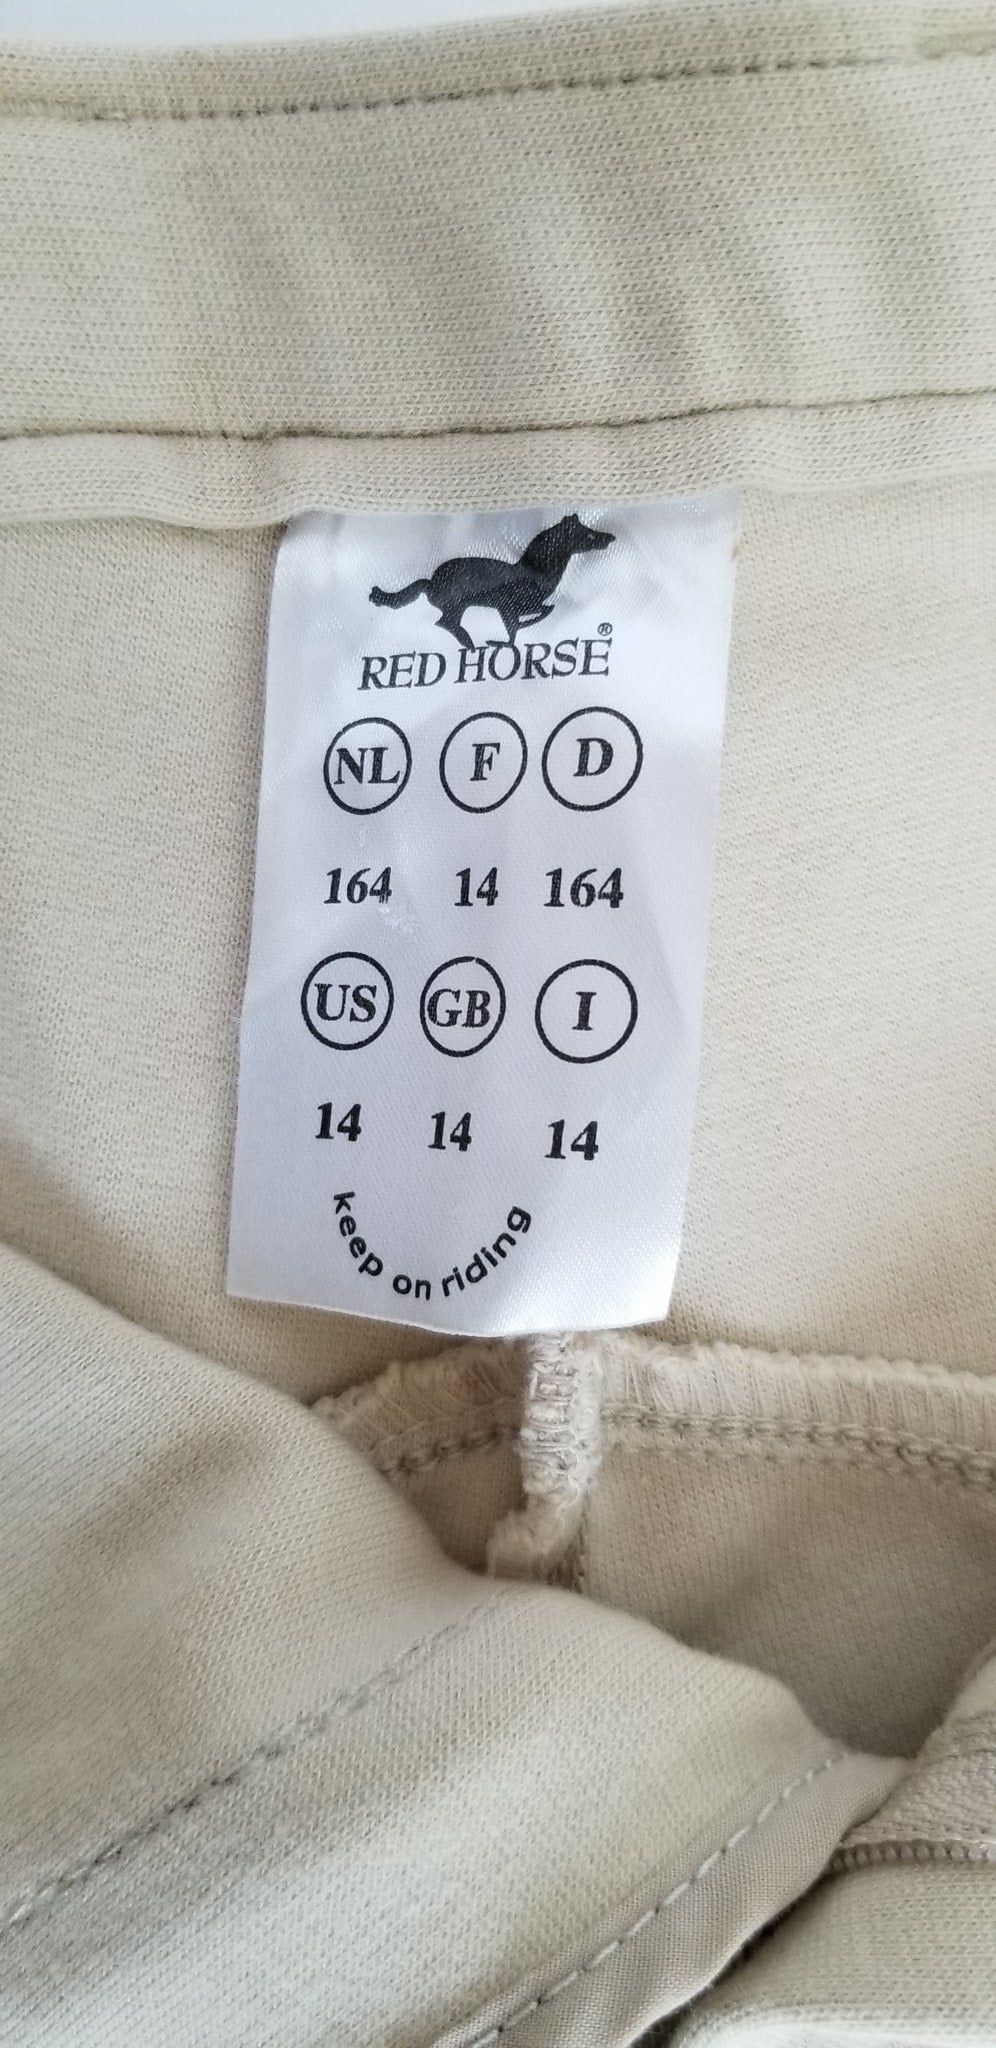 RED HORSE®
NL F D
164 14 164
US GB I
14 14 14
keep on riding